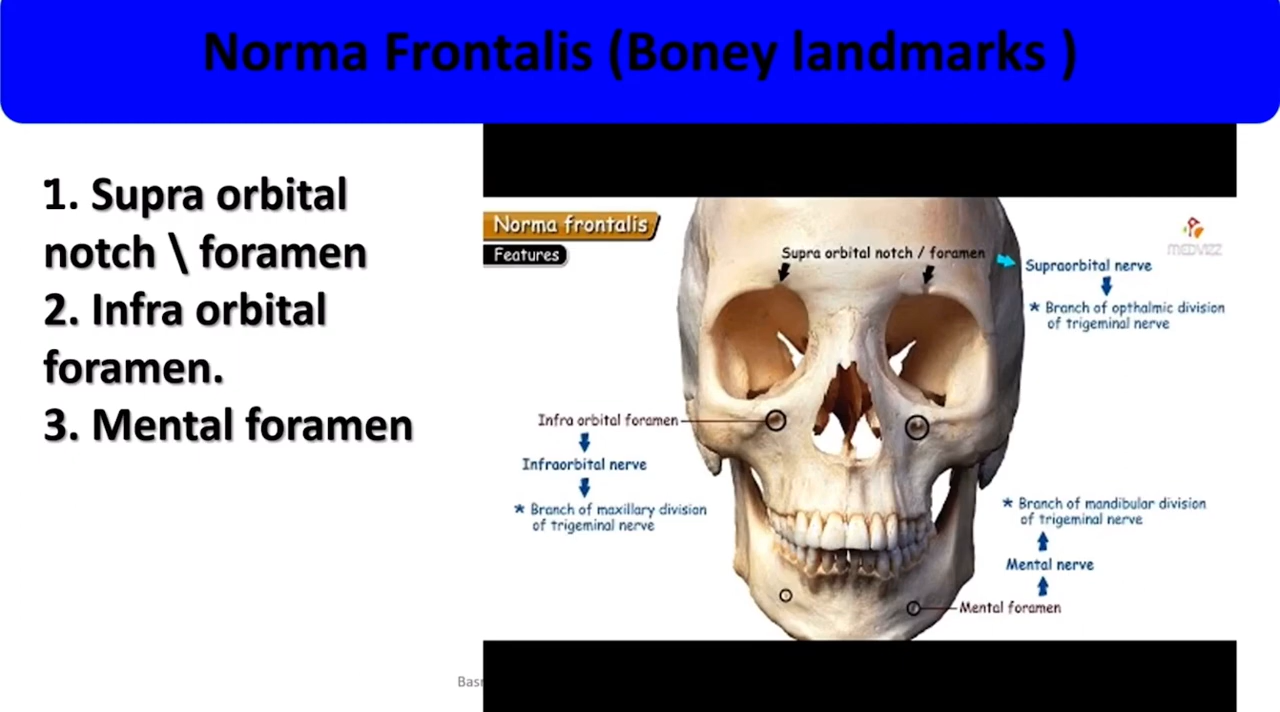 Norma Frontalis (Boney landmarks )
1. Supra orbital
notch \ foramen
2. Infra orbital
foramen.
3. Mental foramen
Norma frontalis
Features
MEDVIZZ
Supra orbital notch / foramen
Supraorbital nerve
* Branch of opthalmic division
of trigeminal nerve
Infra orbital foramen
Infraorbital nerve
* Branch of maxillary division
of trigeminal nerve
* Branch of mandibular division
of trigeminal nerve
Mental nerve
Mental foramen